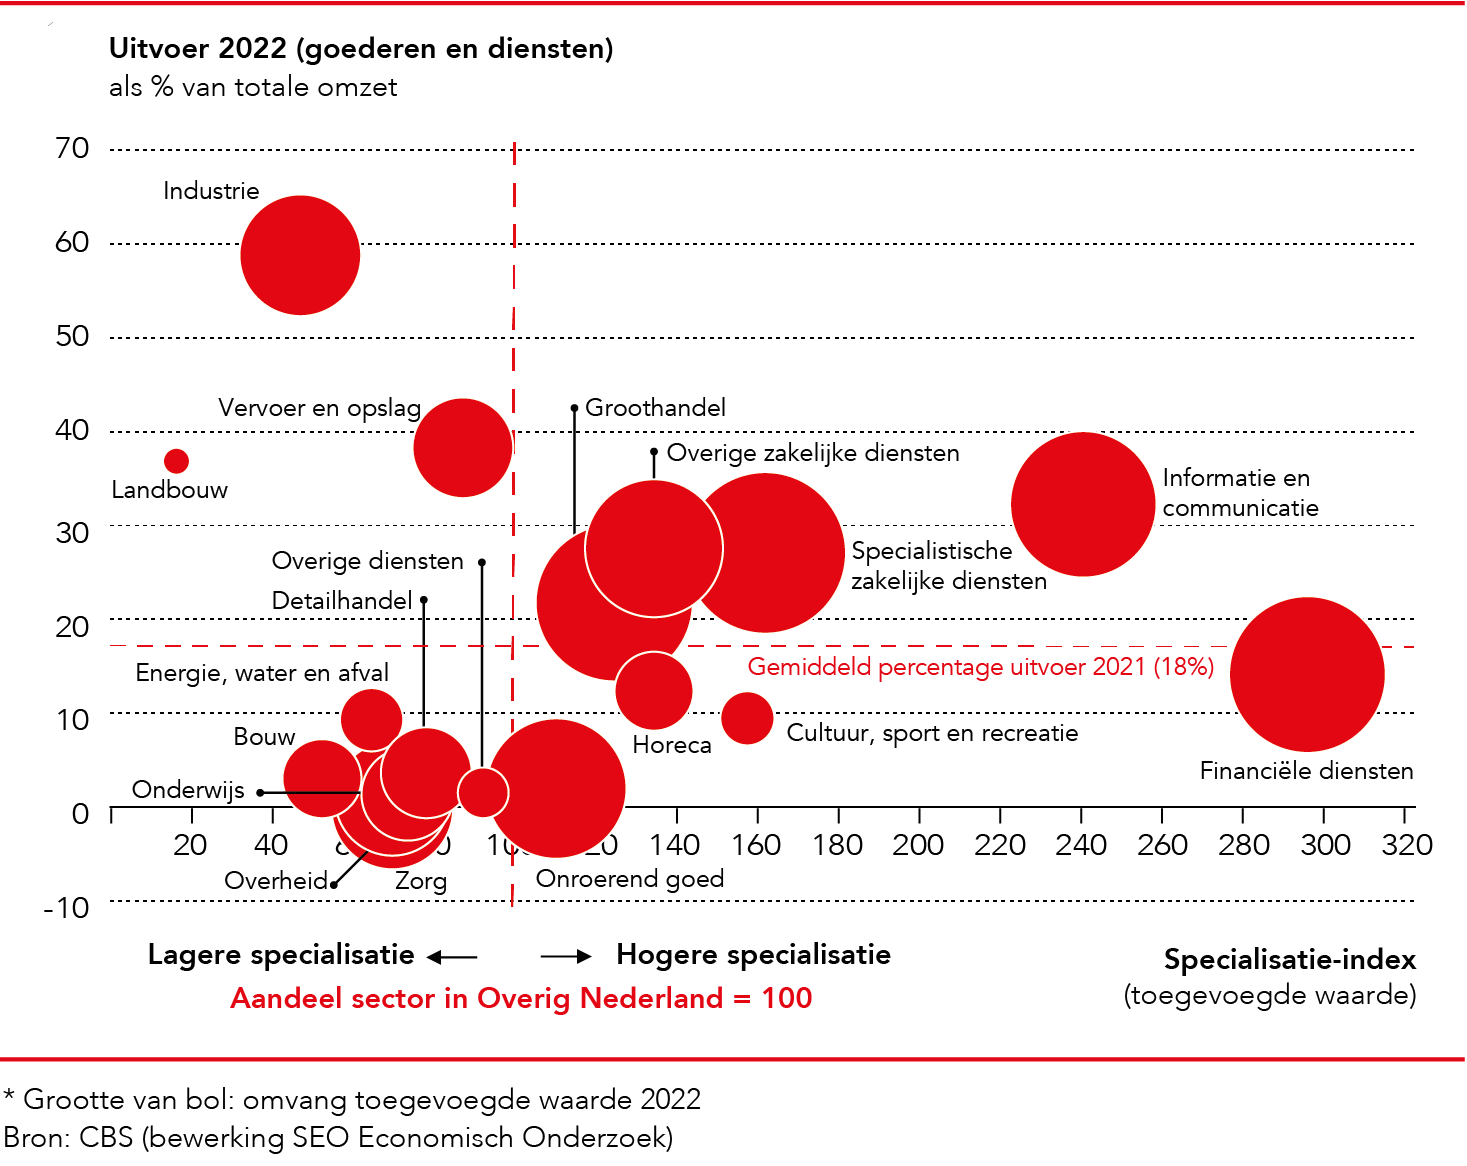 Uitvoer 2022 (goederen en diensten)
als % van totale omzet
70
Industrie
60
50
Vervoer en opslag
Groothandel
40
Overige zakelijke diensten
Landbouw
Informatie en
communicatie
30
Overige diensten
Specialistische
zakelijke diensten
Detailhandel
20
Energie, water en afval
Gemiddeld percentage uitvoer 2021 (18%)
10
Bouw
Horeca
Cultuur, sport en recreatie
Financiële diensten
Onderwijs
0
20 40 140 160 180 200 220 240 260 280 300 320
Overheid
Zorg
Onroerend goed
-10
Lagere specialisatie
Hogere specialisatie
Specialisatie-index
(toegevoegde waarde)
Aandeel sector in Overig Nederland = 100
* Grootte van bol: omvang toegevoegde waarde 2022
Bron: CBS (bewerking SEO Economisch Onderzoek)